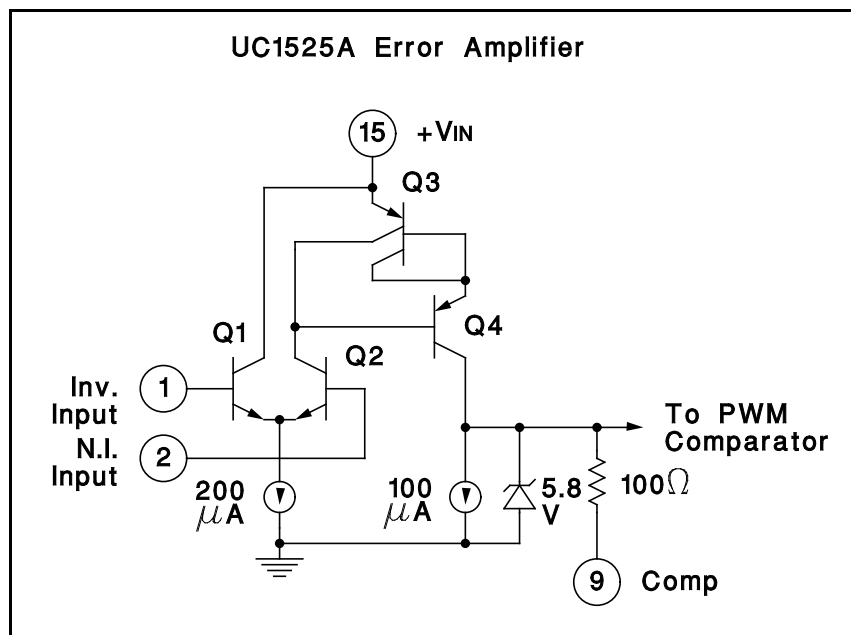 UC1525A Error Amplifier
15 +VIN
Q3
Q4
Q1
Q2
Inv.
Input
1
N.I.
Input
2
To PWM
Comparator
200
μA
100
μA
5.8
V
100Ω
9 Comp